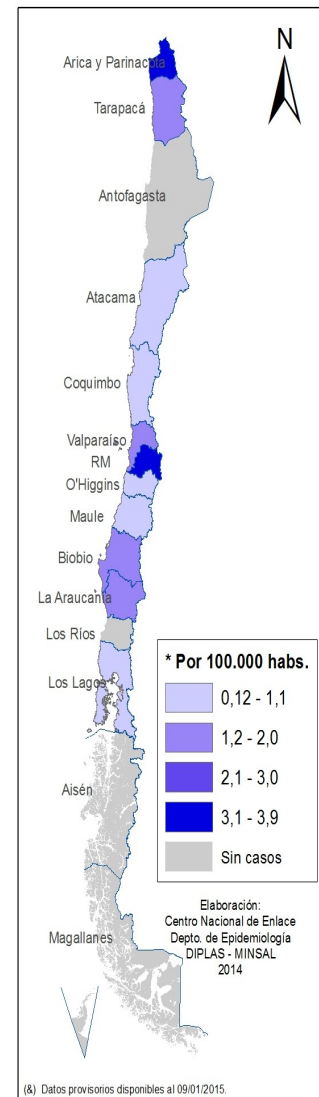 N
Arica y Parinacota
Tarapacá
Antofagasta
Atacama
Coquimbo
Valparaíso
RM
O'Higgins
Maule
Biobio
La Araucanía
Los Ríos
Los Lagos
Aisén
Magallanes
* Por 100.000 habs.
0,12 - 1,1
1,2 - 2,0
2,1 - 3,0
3,1 - 3,9
Sin casos
Elaboración:
Centro Nacional de Enlace
Depto. de Epidemiología
DIPLAS - MINSAL
2014
(&) Datos provisorios disponibles al 09/01/2015.